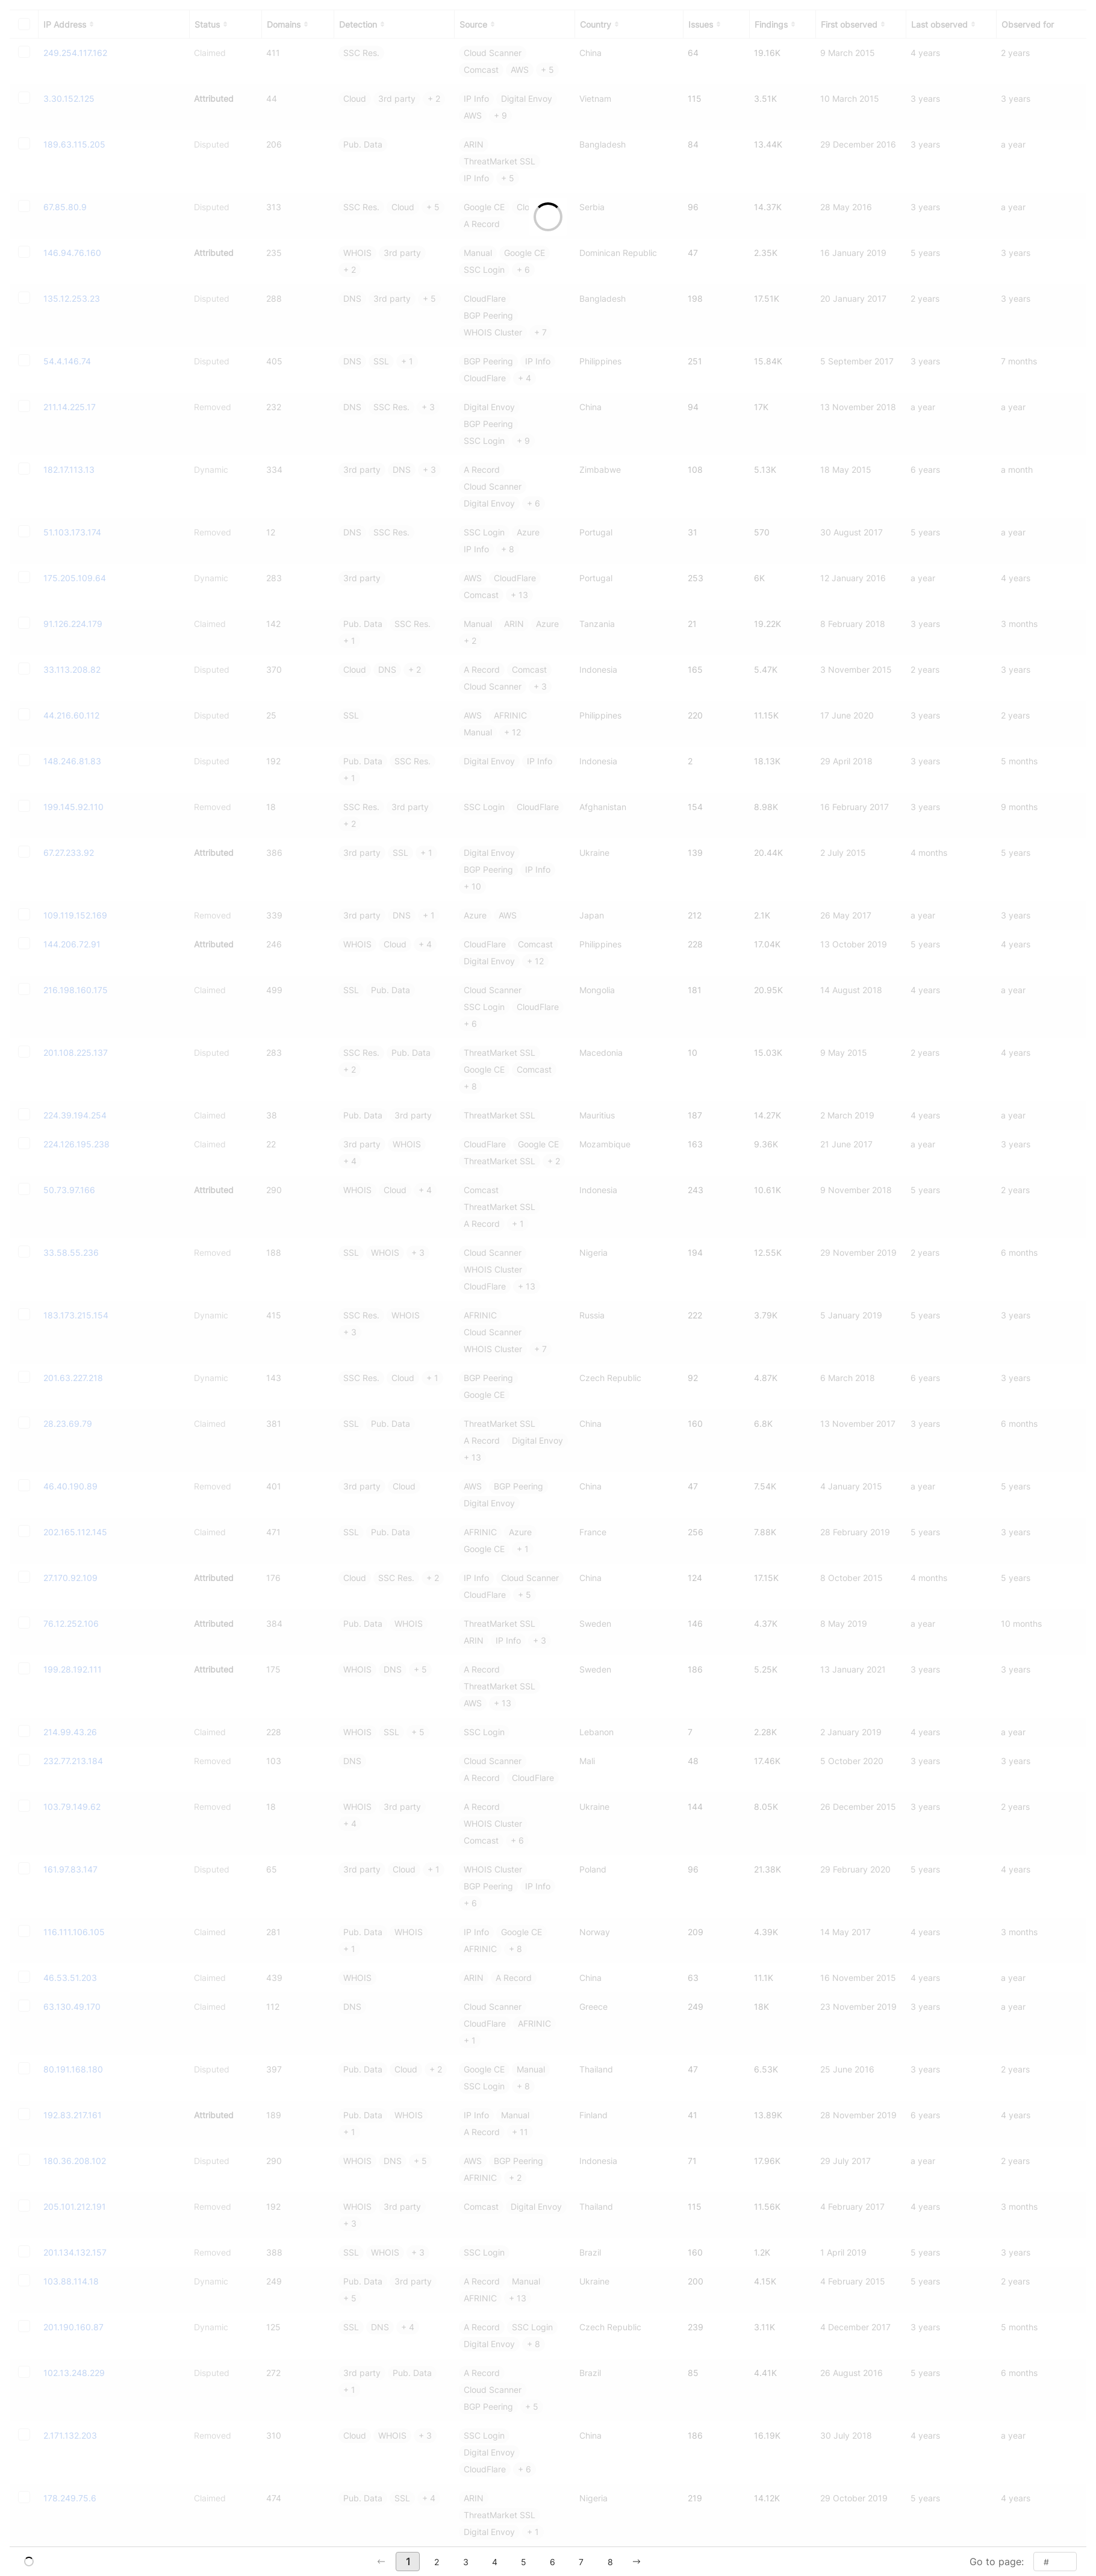 IP Address Status Domains Detection Source Country Issues Findings First observed Last observed Observed for
249.254.117.162 Claimed 411 SSC Res. Cloud Scanner China 64 19.16K 9 March 2015 4 years 2 years
Comcast AWS + 5
3.30.152.125 Attributed 44 Cloud 3rd party + 2 IP Info Digital Envoy Vietnam 115 3.51K 10 March 2015 3 years 3 years
AWS + 9
189.63.115.205 Disputed 206 Pub. Data ARIN Bangladesh 84 13.44K 29 December 2016 3 years a year
ThreatMarket SSL
IP Info + 5
67.85.80.9 Disputed 313 SSC Res. Cloud + 5 Google CE Clo Serbia 96 14.37K 28 May 2016 3 years a year
A Record
146.94.76.160 Attributed 235 WHOIS 3rd party Manual Google CE Dominican Republic 47 2.35K 16 January 2019 5 years 3 years
+ 2 SSC Login + 6
135.12.253.23 Disputed 288 DNS 3rd party + 5 CloudFlare Bangladesh 198 17.51K 20 January 2017 2 years 3 years
BGP Peering
WHOIS Cluster + 7
54.4.146.74 Disputed 405 DNS SSL + 1 BGP Peering IP Info Philippines 251 15.84K 5 September 2017 3 years 7 months
CloudFlare + 4
211.14.225.17 Removed 232 DNS SSC Res. + 3 Digital Envoy China 94 17K 13 November 2018 a year a year
BGP Peering
SSC Login + 9
182.17.113.13 Dynamic 334 3rd party DNS + 3 A Record Zimbabwe 108 5.13K 18 May 2015 6 years a month
Cloud Scanner
Digital Envoy + 6
51.103.173.174 Removed 12 DNS SSC Res. SSC Login Azure Portugal 31 570 30 August 2017 5 years a year
IP Info + 8
175.205.109.64 Dynamic 283 3rd party AWS CloudFlare Portugal 253 6K 12 January 2016 a year 4 years
Comcast + 13
91.126.224.179 Claimed 142 Pub. Data SSC Res. Manual ARIN Azure Tanzania 21 19.22K 8 February 2018 3 years 3 months
+ 1 + 2
33.113.208.82 Disputed 370 Cloud DNS + 2 A Record Comcast Indonesia 165 5.47K 3 November 2015 2 years 3 years
Cloud Scanner + 3
44.216.60.112 Disputed 25 SSL AWS AFRINIC Philippines 220 11.15K 17 June 2020 3 years 2 years
Manual + 12
148.246.81.83 Disputed 192 Pub. Data SSC Res. Digital Envoy IP Info Indonesia 2 18.13K 29 April 2018 3 years 5 months
+ 1
199.145.92.110 Removed 18 SSC Res. 3rd party SSC Login CloudFlare Afghanistan 154 8.98K 16 February 2017 3 years 9 months
+ 2
67.27.233.92 Attributed 386 3rd party SSL + 1 Digital Envoy Ukraine 139 20.44K 2 July 2015 4 months 5 years
BGP Peering IP Info
+ 10
109.119.152.169 Removed 339 3rd party DNS + 1 Azure AWS Japan 212 2.1K 26 May 2017 a year 3 years
144.206.72.91 Attributed 246 WHOIS Cloud + 4 CloudFlare Comcast Philippines 228 17.04K 13 October 2019 5 years 4 years
Digital Envoy + 12
216.198.160.175 Claimed 499 SSL Pub. Data Cloud Scanner Mongolia 181 20.95K 14 August 2018 4 years a year
SSC Login CloudFlare
+ 6
201.108.225.137 Disputed 283 SSC Res. Pub. Data ThreatMarket SSL Macedonia 10 15.03K 9 May 2015 2 years 4 years
+ 2 Google CE Comcast
+ 8
224.39.194.254 Claimed 38 Pub. Data 3rd party ThreatMarket SSL Mauritius 187 14.27K 2 March 2019 4 years a year
224.126.195.238 Claimed 22 3rd party WHOIS CloudFlare Google CE Mozambique 163 9.36K 21 June 2017 a year 3 years
+ 4 ThreatMarket SSL + 2
50.73.97.166 Attributed 290 WHOIS Cloud + 4 Comcast Indonesia 243 10.61K 9 November 2018 5 years 2 years
ThreatMarket SSL
A Record + 1
33.58.55.236 Removed 188 SSL WHOIS + 3 Cloud Scanner Nigeria 194 12.55K 29 November 2019 2 years 6 months
WHOIS Cluster
CloudFlare + 13
183.173.215.154 Dynamic 415 SSC Res. WHOIS AFRINIC Russia 222 3.79K 5 January 2019 5 years 3 years
+ 3 Cloud Scanner
WHOIS Cluster + 7
201.63.227.218 Dynamic 143 SSC Res. Cloud + 1 BGP Peering Czech Republic 92 4.87K 6 March 2018 6 years 3 years
Google CE
28.23.69.79 Claimed 381 SSL Pub. Data ThreatMarket SSL China 160 6.8K 13 November 2017 3 years 6 months
A Record Digital Envoy
+ 13
46.40.190.89 Removed 401 3rd party Cloud AWS BGP Peering China 47 7.54K 4 January 2015 a year 5 years
Digital Envoy
202.165.112.145 Claimed 471 SSL Pub. Data AFRINIC Azure France 256 7.88K 28 February 2019 5 years 3 years
Google CE + 1
27.170.92.109 Attributed 176 Cloud SSC Res. + 2 IP Info Cloud Scanner China 124 17.15K 8 October 2015 4 months 5 years
CloudFlare + 5
76.12.252.106 Attributed 384 Pub. Data WHOIS ThreatMarket SSL Sweden 146 4.37K 8 May 2019 a year 10 months
ARIN IP Info + 3
199.28.192.111 Attributed 175 WHOIS DNS + 5 A Record Sweden 186 5.25K 13 January 2021 3 years 3 years
ThreatMarket SSL
AWS + 13
214.99.43.26 Claimed 228 WHOIS SSL + 5 SSC Login Lebanon 7 2.28K 2 January 2019 4 years a year
232.77.213.184 Removed 103 DNS Cloud Scanner Mali 48 17.46K 5 October 2020 3 years 3 years
A Record CloudFlare
103.79.149.62 Removed 18 WHOIS 3rd party A Record Ukraine 144 8.05K 26 December 2015 3 years 2 years
+ 4 WHOIS Cluster
Comcast + 6
161.97.83.147 Disputed 65 3rd party Cloud + 1 WHOIS Cluster Poland 96 21.38K 29 February 2020 5 years 4 years
BGP Peering IP Info
+ 6
116.111.106.105 Claimed 281 Pub. Data WHOIS IP Info Google CE Norway 209 4.39K 14 May 2017 4 years 3 months
+ 1 AFRINIC + 8
46.53.51.203 Claimed 439 WHOIS ARIN A Record China 63 11.1K 16 November 2015 4 years a year
63.130.49.170 Claimed 112 DNS Cloud Scanner Greece 249 18K 23 November 2019 3 years a year
CloudFlare AFRINIC
+ 1
80.191.168.180 Disputed 397 Pub. Data Cloud + 2 Google CE Manual Thailand 47 6.53K 25 June 2016 3 years 2 years
SSC Login + 8
192.83.217.161 Attributed 189 Pub. Data WHOIS IP Info Manual Finland 41 13.89K 28 November 2019 6 years 4 years
+ 1 A Record + 11
180.36.208.102 Disputed 290 WHOIS DNS + 5 AWS BGP Peering Indonesia 71 17.96K 29 July 2017 a year 2 years
AFRINIC + 2
205.101.212.191 Removed 192 WHOIS 3rd party Comcast Digital Envoy Thailand 115 11.56K 4 February 2017 4 years 3 months
+ 3
201.134.132.157 Removed 388 SSL WHOIS + 3 SSC Login Brazil 160 1.2K 1 April 2019 5 years 3 years
103.88.114.18 Dynamic 249 Pub. Data 3rd party A Record Manual Ukraine 200 4.15K 4 February 2015 5 years 2 years
+ 5 AFRINIC + 13
201.190.160.87 Dynamic 125 SSL DNS + 4 A Record SSC Login Czech Republic 239 3.11K 4 December 2017 3 years 5 months
Digital Envoy + 8
102.13.248.229 Disputed 272 3rd party Pub. Data A Record Brazil 85 4.41K 26 August 2016 5 years 6 months
+ 1 Cloud Scanner
BGP Peering + 5
2.171.132.203 Removed 310 Cloud WHOIS + 3 SSC Login China 186 16.19K 30 July 2018 4 years a year
Digital Envoy
CloudFlare + 6
178.249.75.6 Claimed 474 Pub. Data SSL + 4 ARIN Nigeria 219 14.12K 29 October 2019 5 years 4 years
ThreatMarket SSL
Digital Envoy + 1
← 1 2 3 4 5 6 7 8 → Go to page: #